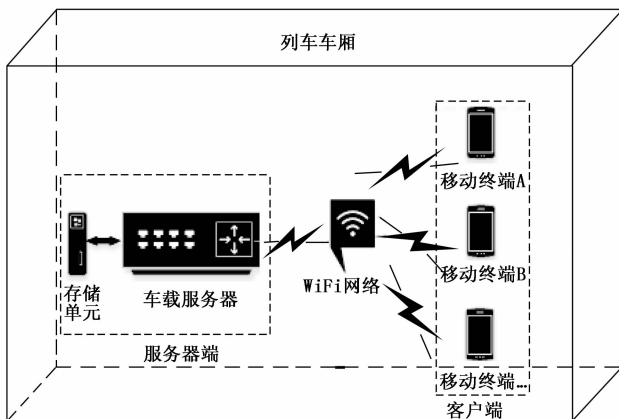 列车车厢
移动终端A
移动终端B
WiFi网络
存储
单元
车载服务器
服务器端
移动终端...
客户端